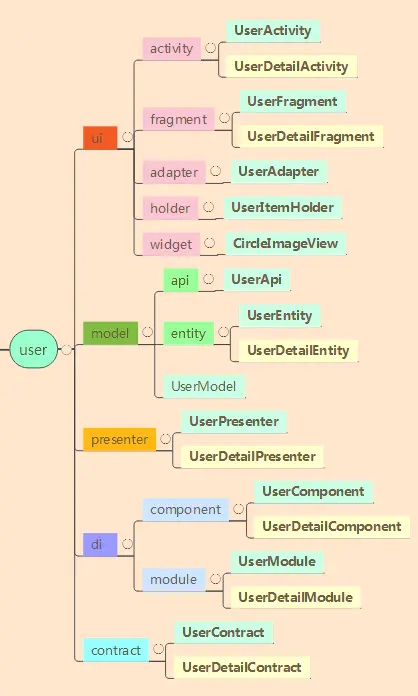 user
ui
activity
UserActivity
UserDetailActivity
fragment
UserFragment
UserDetailFragment
adapter
UserAdapter
holder
UserItemHolder
widget
CircleImageView
model
api
UserApi
entity
UserEntity
UserDetailEntity
UserModel
presenter
UserPresenter
UserDetailPresenter
di
component
UserComponent
UserDetailComponent
module
UserModule
UserDetailModule
contract
UserContract
UserDetailContract